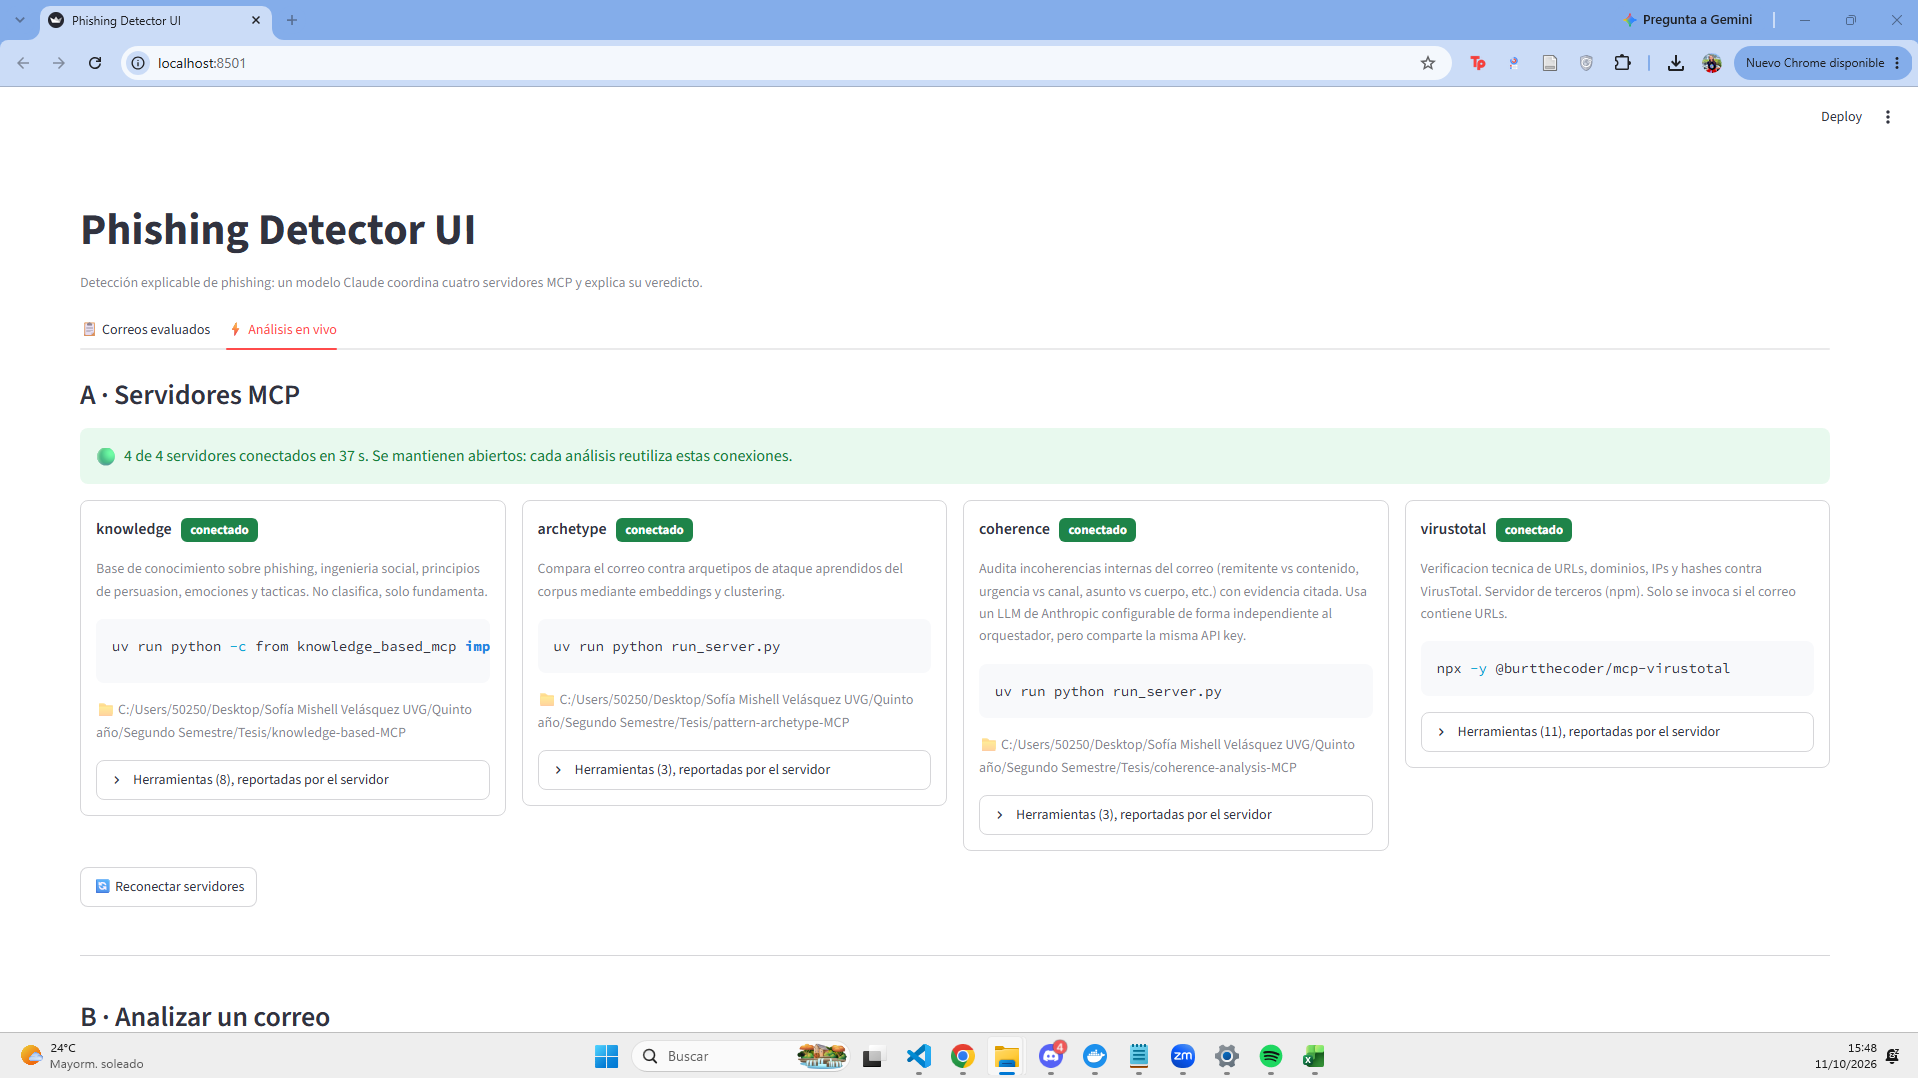 Phishing Detector UI
Pregunta a Gemini
localhost:8501
Tp
Nuevo Chrome disponible
Deploy
Phishing Detector UI
Detección explicable de phishing: un modelo Claude coordina cuatro servidores MCP y explica su veredicto.
Correos evaluados
Análisis en vivo
A · Servidores MCP
4 de 4 servidores conectados en 37 s. Se mantienen abiertos: cada análisis reutiliza estas conexiones.
knowledge conectado
Base de conocimiento sobre phishing, ingenieria social, principios
de persuasion, emociones y tacticas. No clasifica, solo fundamenta.
uv run python -c from knowledge_based_mcp imp
C:/Users/50250/Desktop/Sofía Mishell Velásquez UVG/Quinto
año/Segundo Semestre/Tesis/knowledge-based-MCP
Herramientas (8), reportadas por el servidor
archetype conectado
Compara el correo contra arquetipos de ataque aprendidos del
corpus mediante embeddings y clustering.
uv run python run_server.py
C:/Users/50250/Desktop/Sofía Mishell Velásquez UVG/Quinto
año/Segundo Semestre/Tesis/pattern-archetype-MCP
Herramientas (3), reportadas por el servidor
coherence conectado
Audita incoherencias internas del correo (remitente vs contenido,
urgencia vs canal, asunto vs cuerpo, etc.) con evidencia citada. Usa
un LLM de Anthropic configurable de forma independiente al
orquestador, pero comparte la misma API key.
uv run python run_server.py
C:/Users/50250/Desktop/Sofía Mishell Velásquez UVG/Quinto
año/Segundo Semestre/Tesis/coherence-analysis-MCP
Herramientas (3), reportadas por el servidor
virustotal conectado
Verificacion tecnica de URLs, dominios, IPs y hashes contra
VirusTotal. Servidor de terceros (npm). Solo se invoca si el correo
contiene URLs.
npx -y @burtthecoder/mcp-virustotal
Herramientas (11), reportadas por el servidor
Reconectar servidores
B · Analizar un correo
24°C
Mayorm. soleado
Buscar
4
zm
15:48
11/10/2026